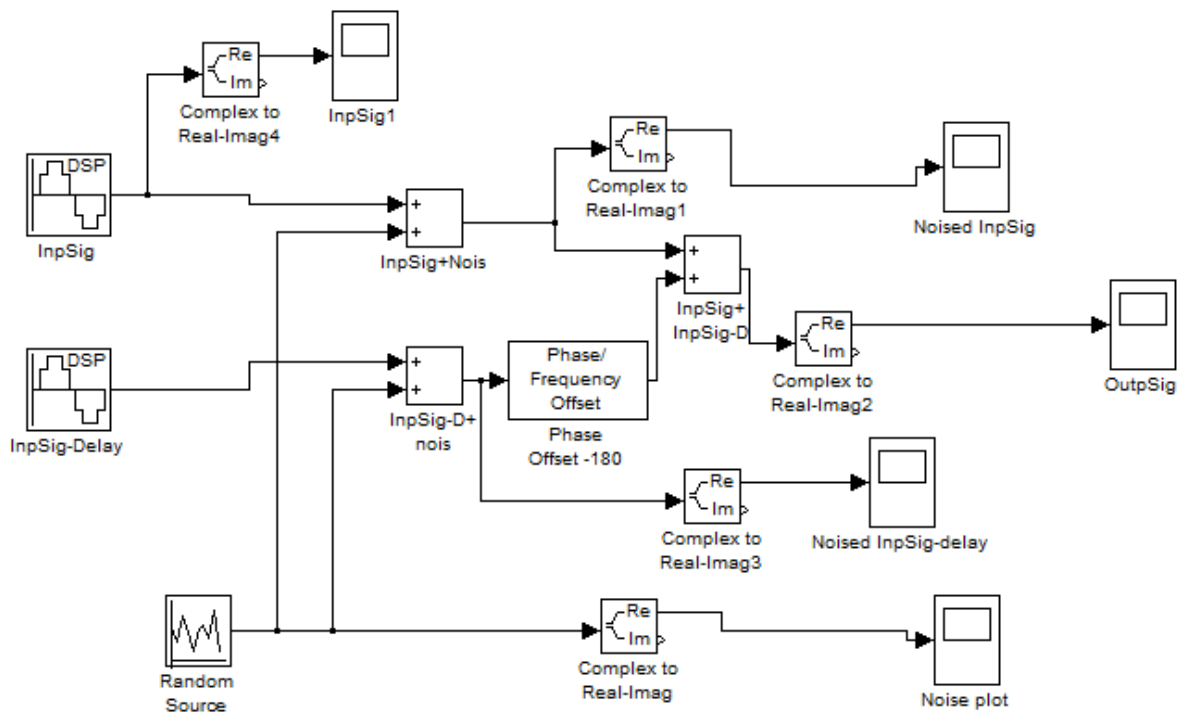 Re
Im
Complex to
Real-Imag4
InpSig1
DSP
InpSig
+
+
InpSig+Nois
Re
Im
Complex to
Real-Imag1
Noised InpSig
+
+
InpSig+
InpSig-D
Re
Im
Complex to
Real-Imag2
OutpSig
DSP
InpSig-Delay
+
+
InpSig-D+
nois
Phase/
Frequency
Offset
Phase
Offset -180
Re
Im
Complex to
Real-Imag3
Noised InpSig-delay
Random
Source
Re
Im
Complex to
Real-Imag
Noise plot